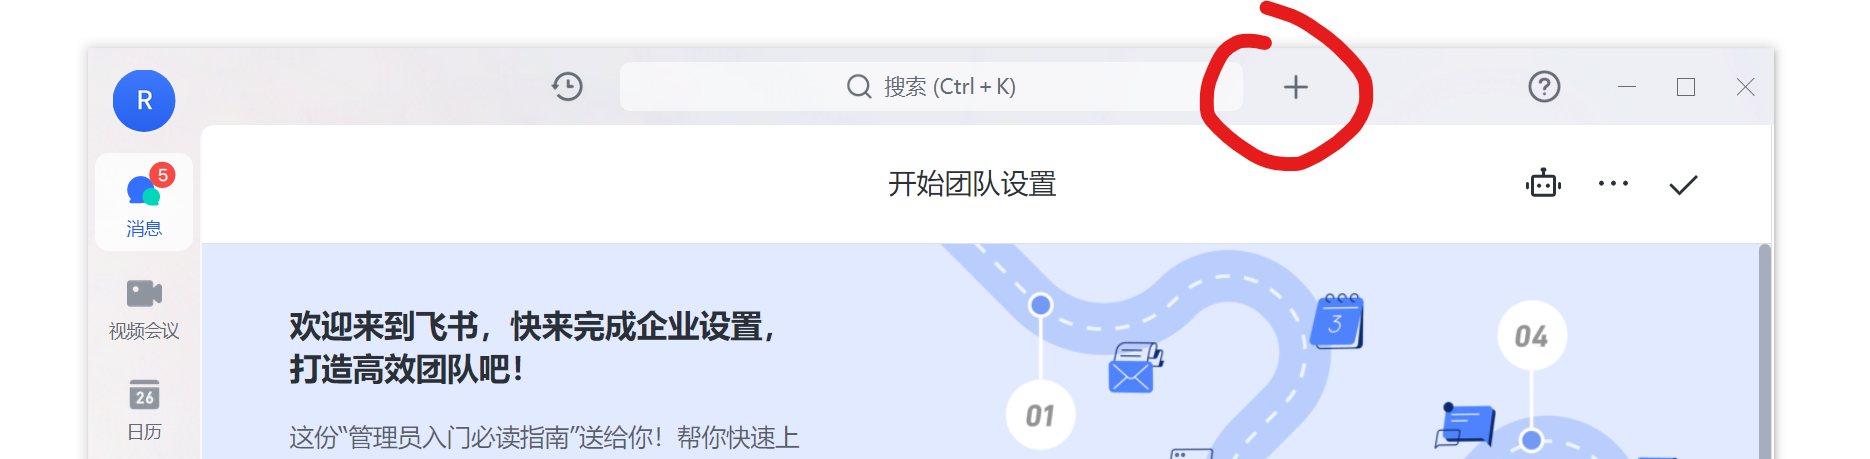 R
搜索 (Ctrl + K)
5
消息
开始团队设置
视频会议
欢迎来到飞书，快来完成企业设置，
打造高效团队吧！
3
04
26
日历
01
这份“管理员入门必读指南”送给你！帮你快速上